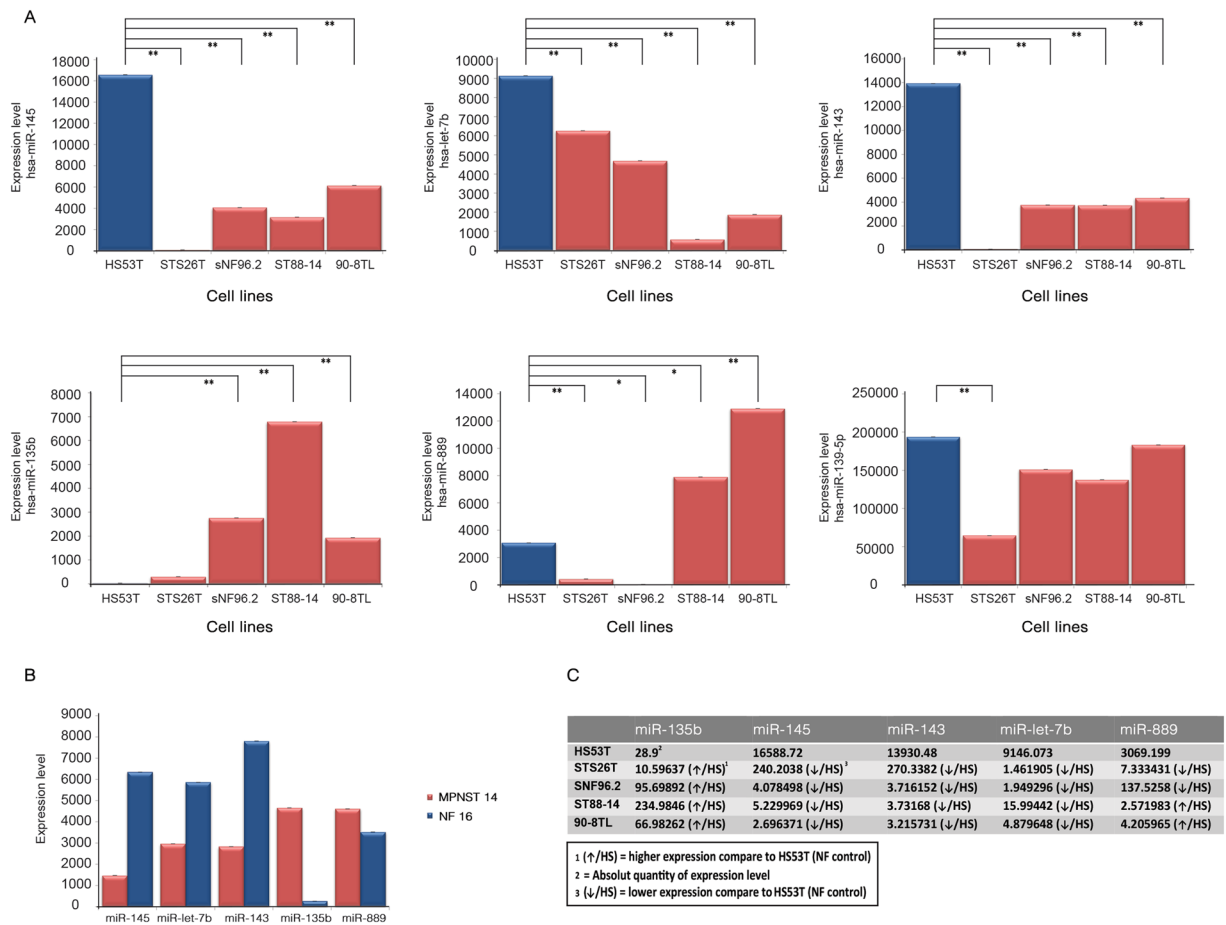 A
** ** ** **
18000
16000
14000
12000
10000
8000
6000
4000
2000
0
Expression level
hsa-miR-145
HS53T STS26T sNF96.2 ST88-14 90-8TL
Cell lines
** ** ** **
10000
9000
8000
7000
6000
5000
4000
3000
2000
1000
0
Expression level
hsa-let-7b
HS53T STS26T sNF96.2 ST88-14 90-8TL
Cell lines
** ** ** **
16000
14000
12000
10000
8000
6000
4000
2000
0
Expression level
hsa-miR-143
HS53T STS26T sNF96.2 ST88-14 90-8TL
Cell lines
** ** **
8000
7000
6000
5000
4000
3000
2000
1000
0
Expression level
hsa-miR-135b
HS53T STS26T sNF96.2 ST88-14 90-8TL
Cell lines
** * * **
14000
12000
10000
8000
6000
4000
2000
0
Expression level
hsa-miR-889
HS53T STS26T sNF96.2 ST88-14 90-8TL
Cell lines
**
250000
200000
150000
100000
50000
0
Expression level
hsa-miR-139-5p
HS53T STS26T sNF96.2 ST88-14 90-8TL
Cell lines
B
9000
8000
7000
6000
5000
4000
3000
2000
1000
0
Expression level
miR-145 miR-let-7b miR-143 miR-135b miR-889
MPNST 14
NF 16
C
miR-135b miR-145 miR-143 miR-let-7b miR-889
HS53T 28.9² 16588.72 13930.48 9146.073 3069.199
STS26T 10.59637 (↑/HS)¹ 240.2038 (↓/HS)³ 270.3382 (↓/HS) 1.461905 (↓/HS) 7.333431 (↓/HS)
SNF96.2 95.69892 (↑/HS) 4.078498 (↓/HS) 3.716152 (↓/HS) 1.949296 (↓/HS) 137.5258 (↓/HS)
ST88-14 234.9846 (↑/HS) 5.229969 (↓/HS) 3.73168 (↓/HS) 15.99442 (↓/HS) 2.571983 (↑/HS)
90-8TL 66.98262 (↑/HS) 2.696371 (↓/HS) 3.215731 (↓/HS) 4.879648 (↓/HS) 4.205965 (↑/HS)
1 (↑/HS) = higher expression compare to HS53T (NF control)
2 = Absolut quantity of expression level
3 (↓/HS) = lower expression compare to HS53T (NF control)